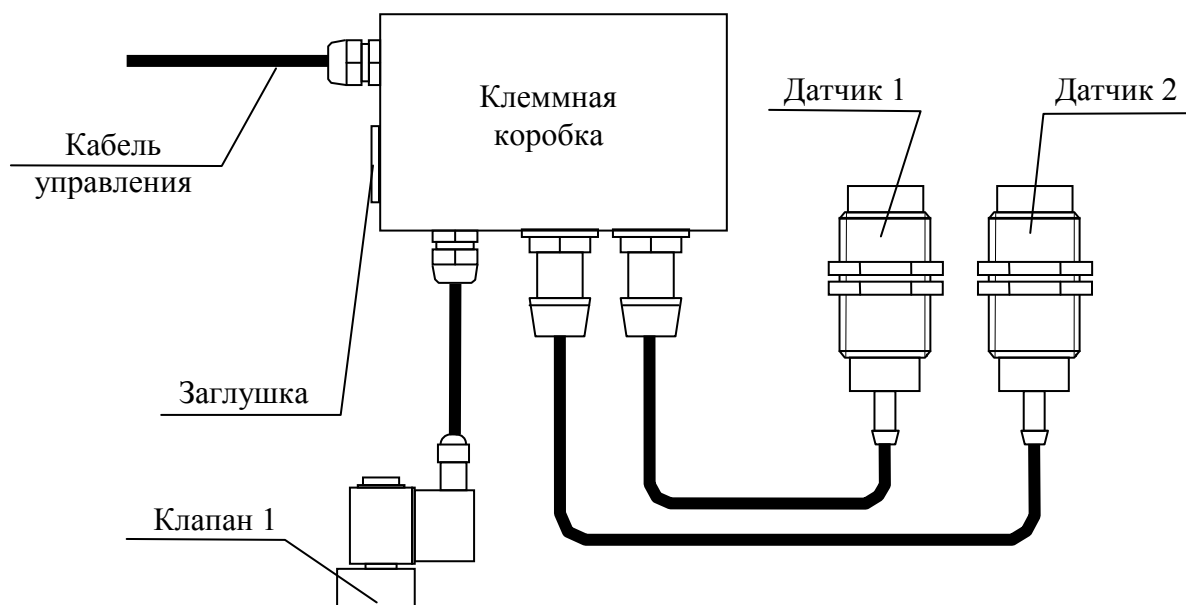 Клеммная
коробка
Датчик 1
Датчик 2
Кабель
управления
Заглушка
Клапан 1